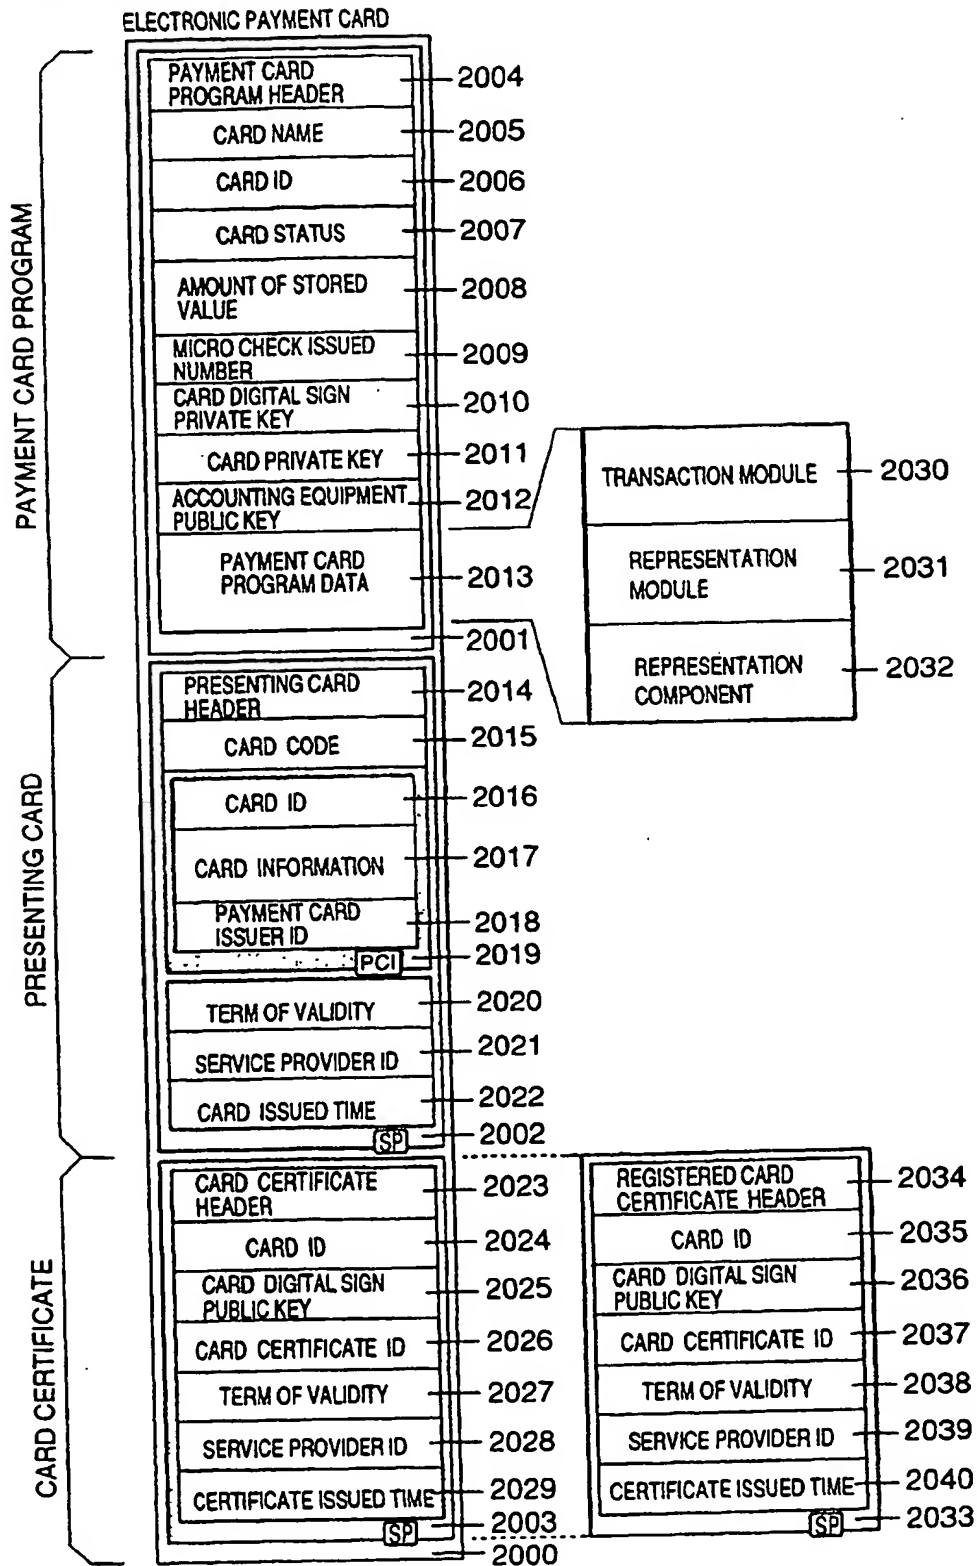 ELECTRONIC PAYMENT CARD
PAYMENT CARD PROGRAM
PAYMENT CARD
PROGRAM HEADER
2004
CARD NAME
2005
CARD ID
2006
CARD STATUS
2007
AMOUNT OF STORED
VALUE
2008
MICRO CHECK ISSUED
NUMBER
2009
CARD DIGITAL SIGN
PRIVATE KEY
2010
CARD PRIVATE KEY
2011
ACCOUNTING EQUIPMENT
PUBLIC KEY
2012
PAYMENT CARD
PROGRAM DATA
2013
2001
TRANSACTION MODULE
2030
REPRESENTATION
MODULE
2031
REPRESENTATION
COMPONENT
2032
PRESENTING CARD
PRESENTING CARD
HEADER
2014
CARD CODE
2015
CARD ID
2016
CARD INFORMATION
2017
PAYMENT CARD
ISSUER ID
2018
PCI
2019
TERM OF VALIDITY
2020
SERVICE PROVIDER ID
2021
CARD ISSUED TIME
2022
SP
2002
CARD CERTIFICATE
CARD CERTIFICATE
HEADER
2023
CARD ID
2024
CARD DIGITAL SIGN
PUBLIC KEY
2025
CARD CERTIFICATE ID
2026
TERM OF VALIDITY
2027
SERVICE PROVIDER ID
2028
CERTIFICATE ISSUED TIME
2029
SP
2003
2000
REGISTERED CARD
CERTIFICATE HEADER
2034
CARD ID
2035
CARD DIGITAL SIGN
PUBLIC KEY
2036
CARD CERTIFICATE ID
2037
TERM OF VALIDITY
2038
SERVICE PROVIDER ID
2039
CERTIFICATE ISSUED TIME
2040
SP
2033